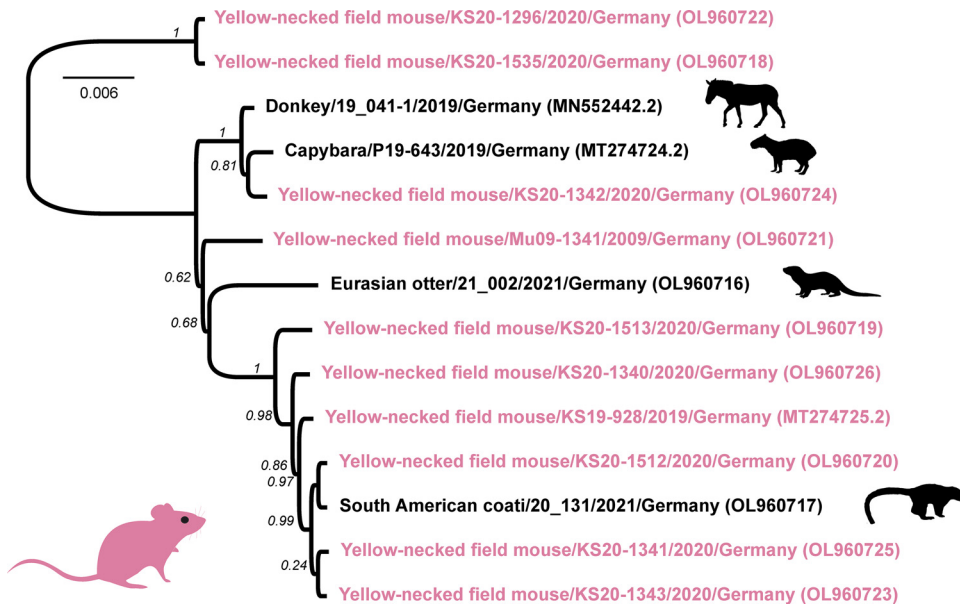 Yellow-necked field mouse/KS20-1296/2020/Germany (OL960722)
1
Yellow-necked field mouse/KS20-1535/2020/Germany (OL960718)
0.006
Donkey/19_041-1/2019/Germany (MN552442.2)
1
Capybara/P19-643/2019/Germany (MT274724.2)
0.81
Yellow-necked field mouse/KS20-1342/2020/Germany (OL960724)
Yellow-necked field mouse/Mu09-1341/2009/Germany (OL960721)
0.62
Eurasian otter/21_002/2021/Germany (OL960716)
0.68
Yellow-necked field mouse/KS20-1513/2020/Germany (OL960719)
1
Yellow-necked field mouse/KS20-1340/2020/Germany (OL960726)
0.98
Yellow-necked field mouse/KS19-928/2019/Germany (MT274725.2)
0.86
Yellow-necked field mouse/KS20-1512/2020/Germany (OL960720)
0.97
South American coati/20_131/2021/Germany (OL960717)
0.99
Yellow-necked field mouse/KS20-1341/2020/Germany (OL960725)
0.24
Yellow-necked field mouse/KS20-1343/2020/Germany (OL960723)